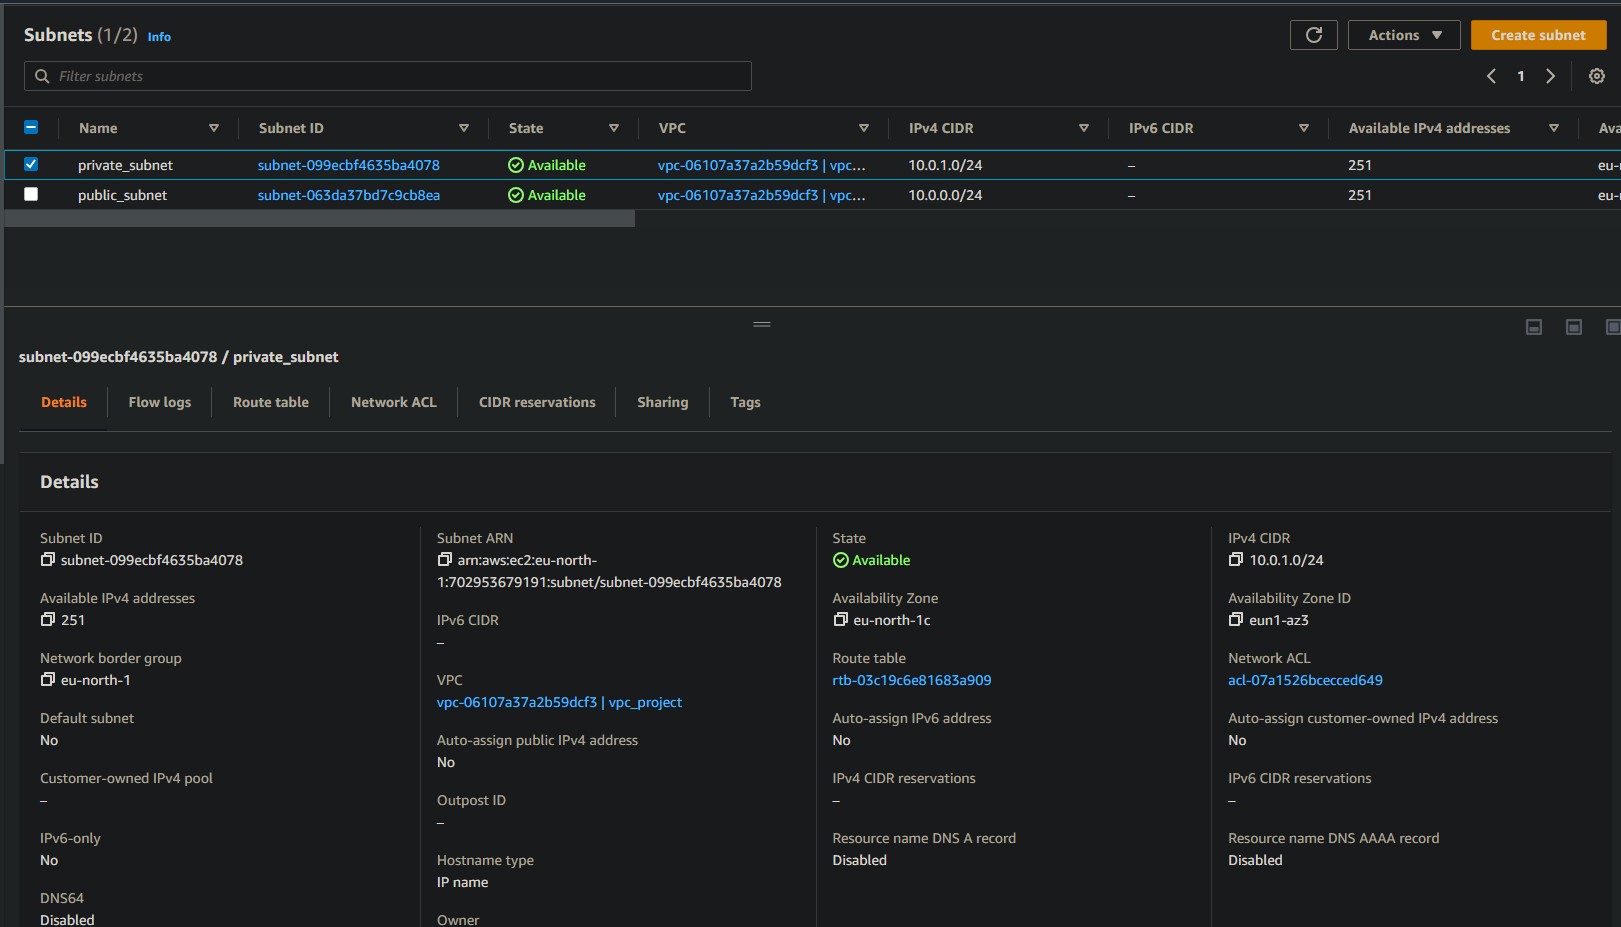 Subnets (1/2) Info
Actions
Create subnet
Filter subnets
1
Name Subnet ID State VPC IPv4 CIDR IPv6 CIDR Available IPv4 addresses Ava
private_subnet subnet-099ecbf4635ba4078 Available vpc-06107a37a2b59dcf3 | vpc... 10.0.1.0/24 – 251 eu-
public_subnet subnet-063da37bd7c9cb8ea Available vpc-06107a37a2b59dcf3 | vpc... 10.0.0.0/24 – 251 eu-
subnet-099ecbf4635ba4078 / private_subnet
Details Flow logs Route table Network ACL CIDR reservations Sharing Tags
Details
Subnet ID
subnet-099ecbf4635ba4078
Available IPv4 addresses
251
Network border group
eu-north-1
Default subnet
No
Customer-owned IPv4 pool
–
IPv6-only
No
DNS64
Disabled
Subnet ARN
arn:aws:ec2:eu-north-
1:702953679191:subnet/subnet-099ecbf4635ba4078
IPv6 CIDR
–
VPC
vpc-06107a37a2b59dcf3 | vpc_project
Auto-assign public IPv4 address
No
Outpost ID
–
Hostname type
IP name
Owner
State
Available
Availability Zone
eu-north-1c
Route table
rtb-03c19c6e81683a909
Auto-assign IPv6 address
No
IPv4 CIDR reservations
–
Resource name DNS A record
Disabled
IPv4 CIDR
10.0.1.0/24
Availability Zone ID
eun1-az3
Network ACL
acl-07a1526bcecced649
Auto-assign customer-owned IPv4 address
No
IPv6 CIDR reservations
–
Resource name DNS AAAA record
Disabled